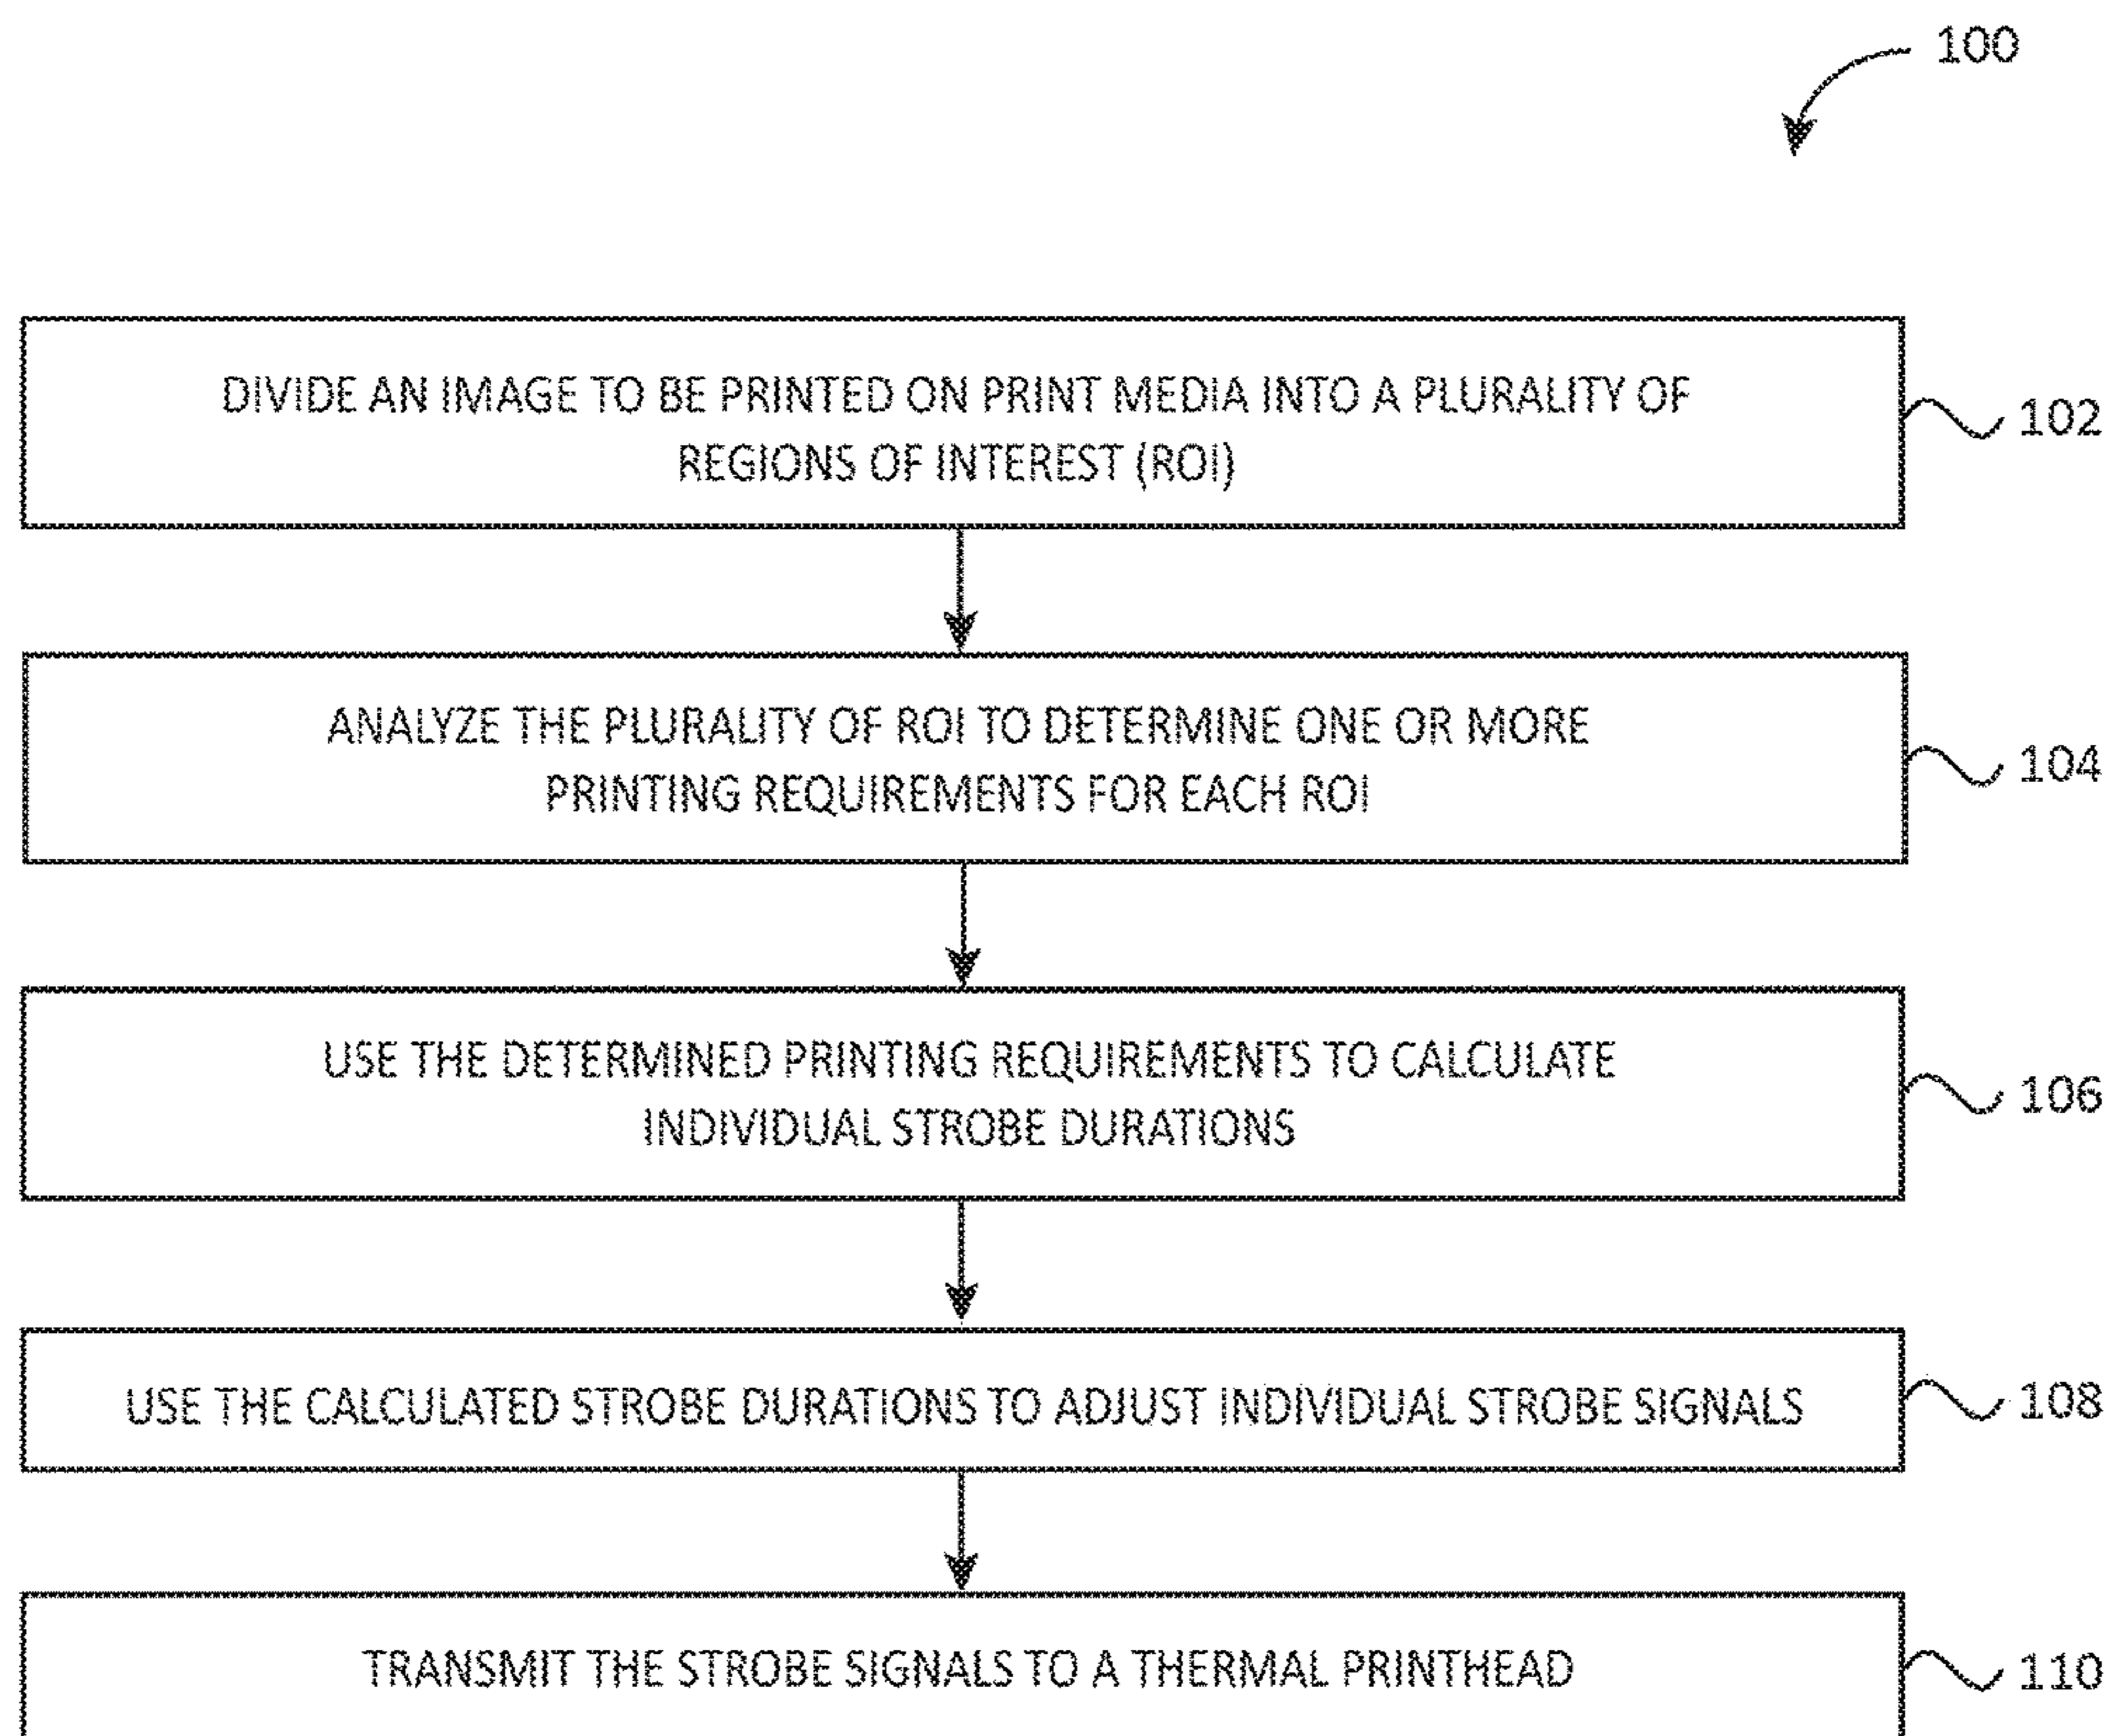 100
DIVIDE AN IMAGE TO BE PRINTED ON PRINT MEDIA INTO A PLURALITY OF
REGIONS OF INTEREST (ROI)
102
ANALYZE THE PLURALITY OF ROI TO DETERMINE ONE OR MORE
PRINTING REQUIREMENTS FOR EACH ROI
104
USE THE DETERMINED PRINTING REQUIREMENTS TO CALCULATE
INDIVIDUAL STROBE DURATIONS
106
USE THE CALCULATED STROBE DURATIONS TO ADJUST INDIVIDUAL STROBE SIGNALS
108
TRANSMIT THE STROBE SIGNALS TO A THERMAL PRINTHEAD
110